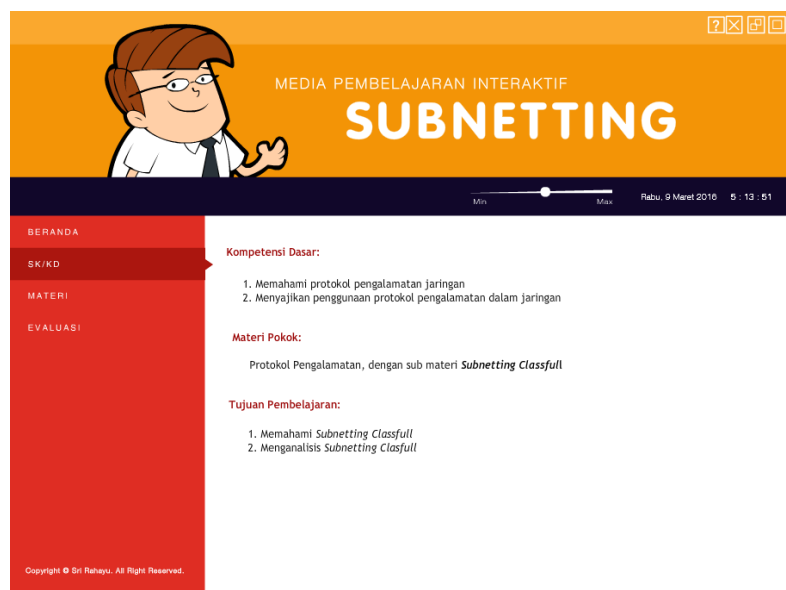 ?
MEDIA PEMBELAJARAN INTERAKTIF
SUBNETTING
Min
Max
Rabu, 9 Maret 2016 5 : 13 : 51
BERANDA
SK/KD
MATERI
EVALUASI
Copyright © Sri Rahayu. All Right Reserved.
Kompetensi Dasar:
1. Memahami protokol pengalamatan jaringan
2. Menyajikan penggunaan protokol pengalamatan dalam jaringan
Materi Pokok:
Protokol Pengalamatan, dengan sub materi Subnetting Classfull
Tujuan Pembelajaran:
1. Memahami Subnetting Classfull
2. Menganalisis Subnetting Clasfull